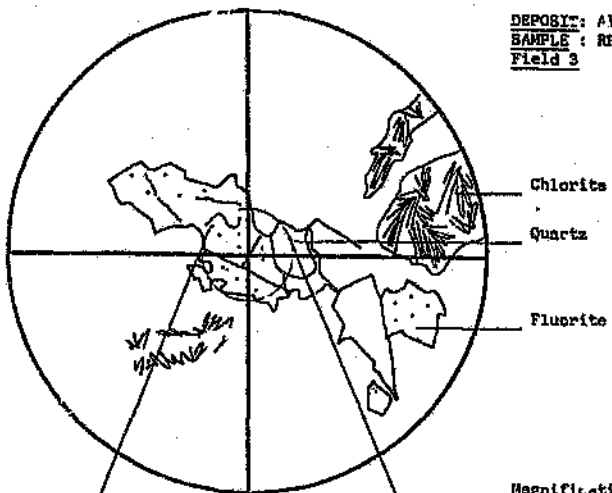 DEPOSIT:
SAMPLE :
Field 3
Chlorite
Quartz
Fluorite